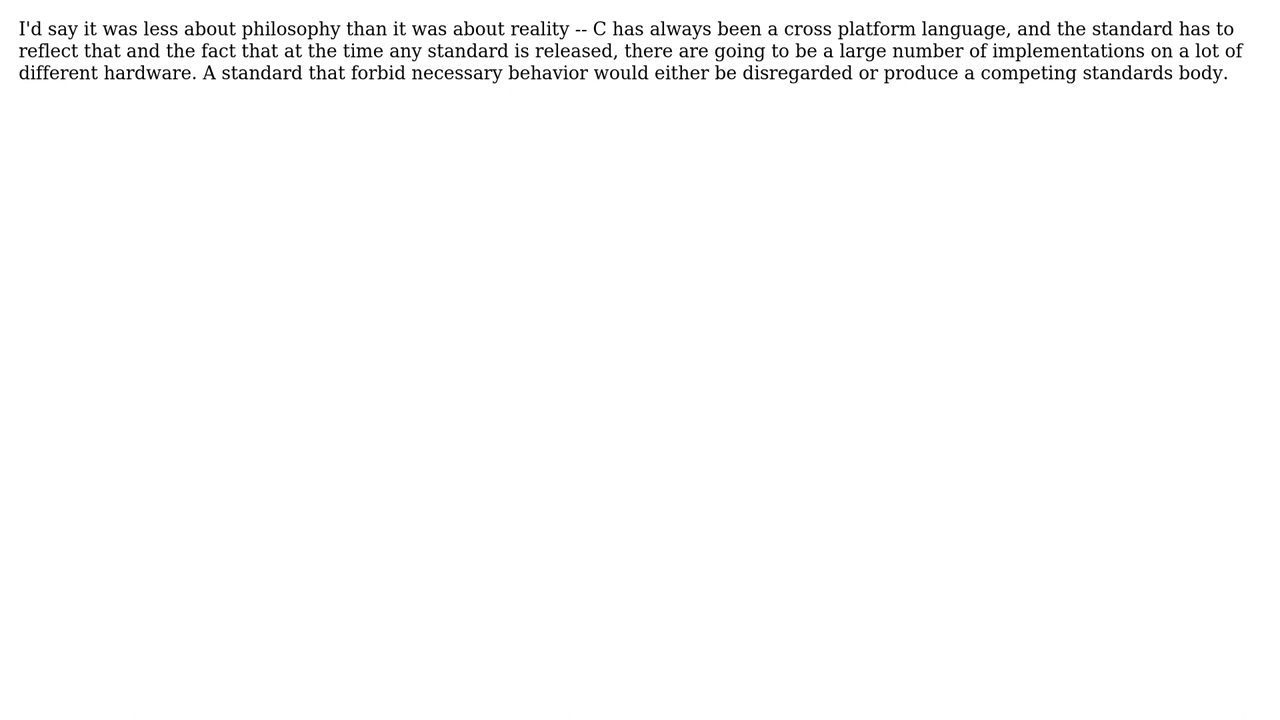 I'd say it was less about philosophy than it was about reality -- C has always been a cross platform language, and the standard has to
reflect that and the fact that at the time any standard is released, there are going to be a large number of implementations on a lot of
different hardware. A standard that forbid necessary behavior would either be disregarded or produce a competing standards body.